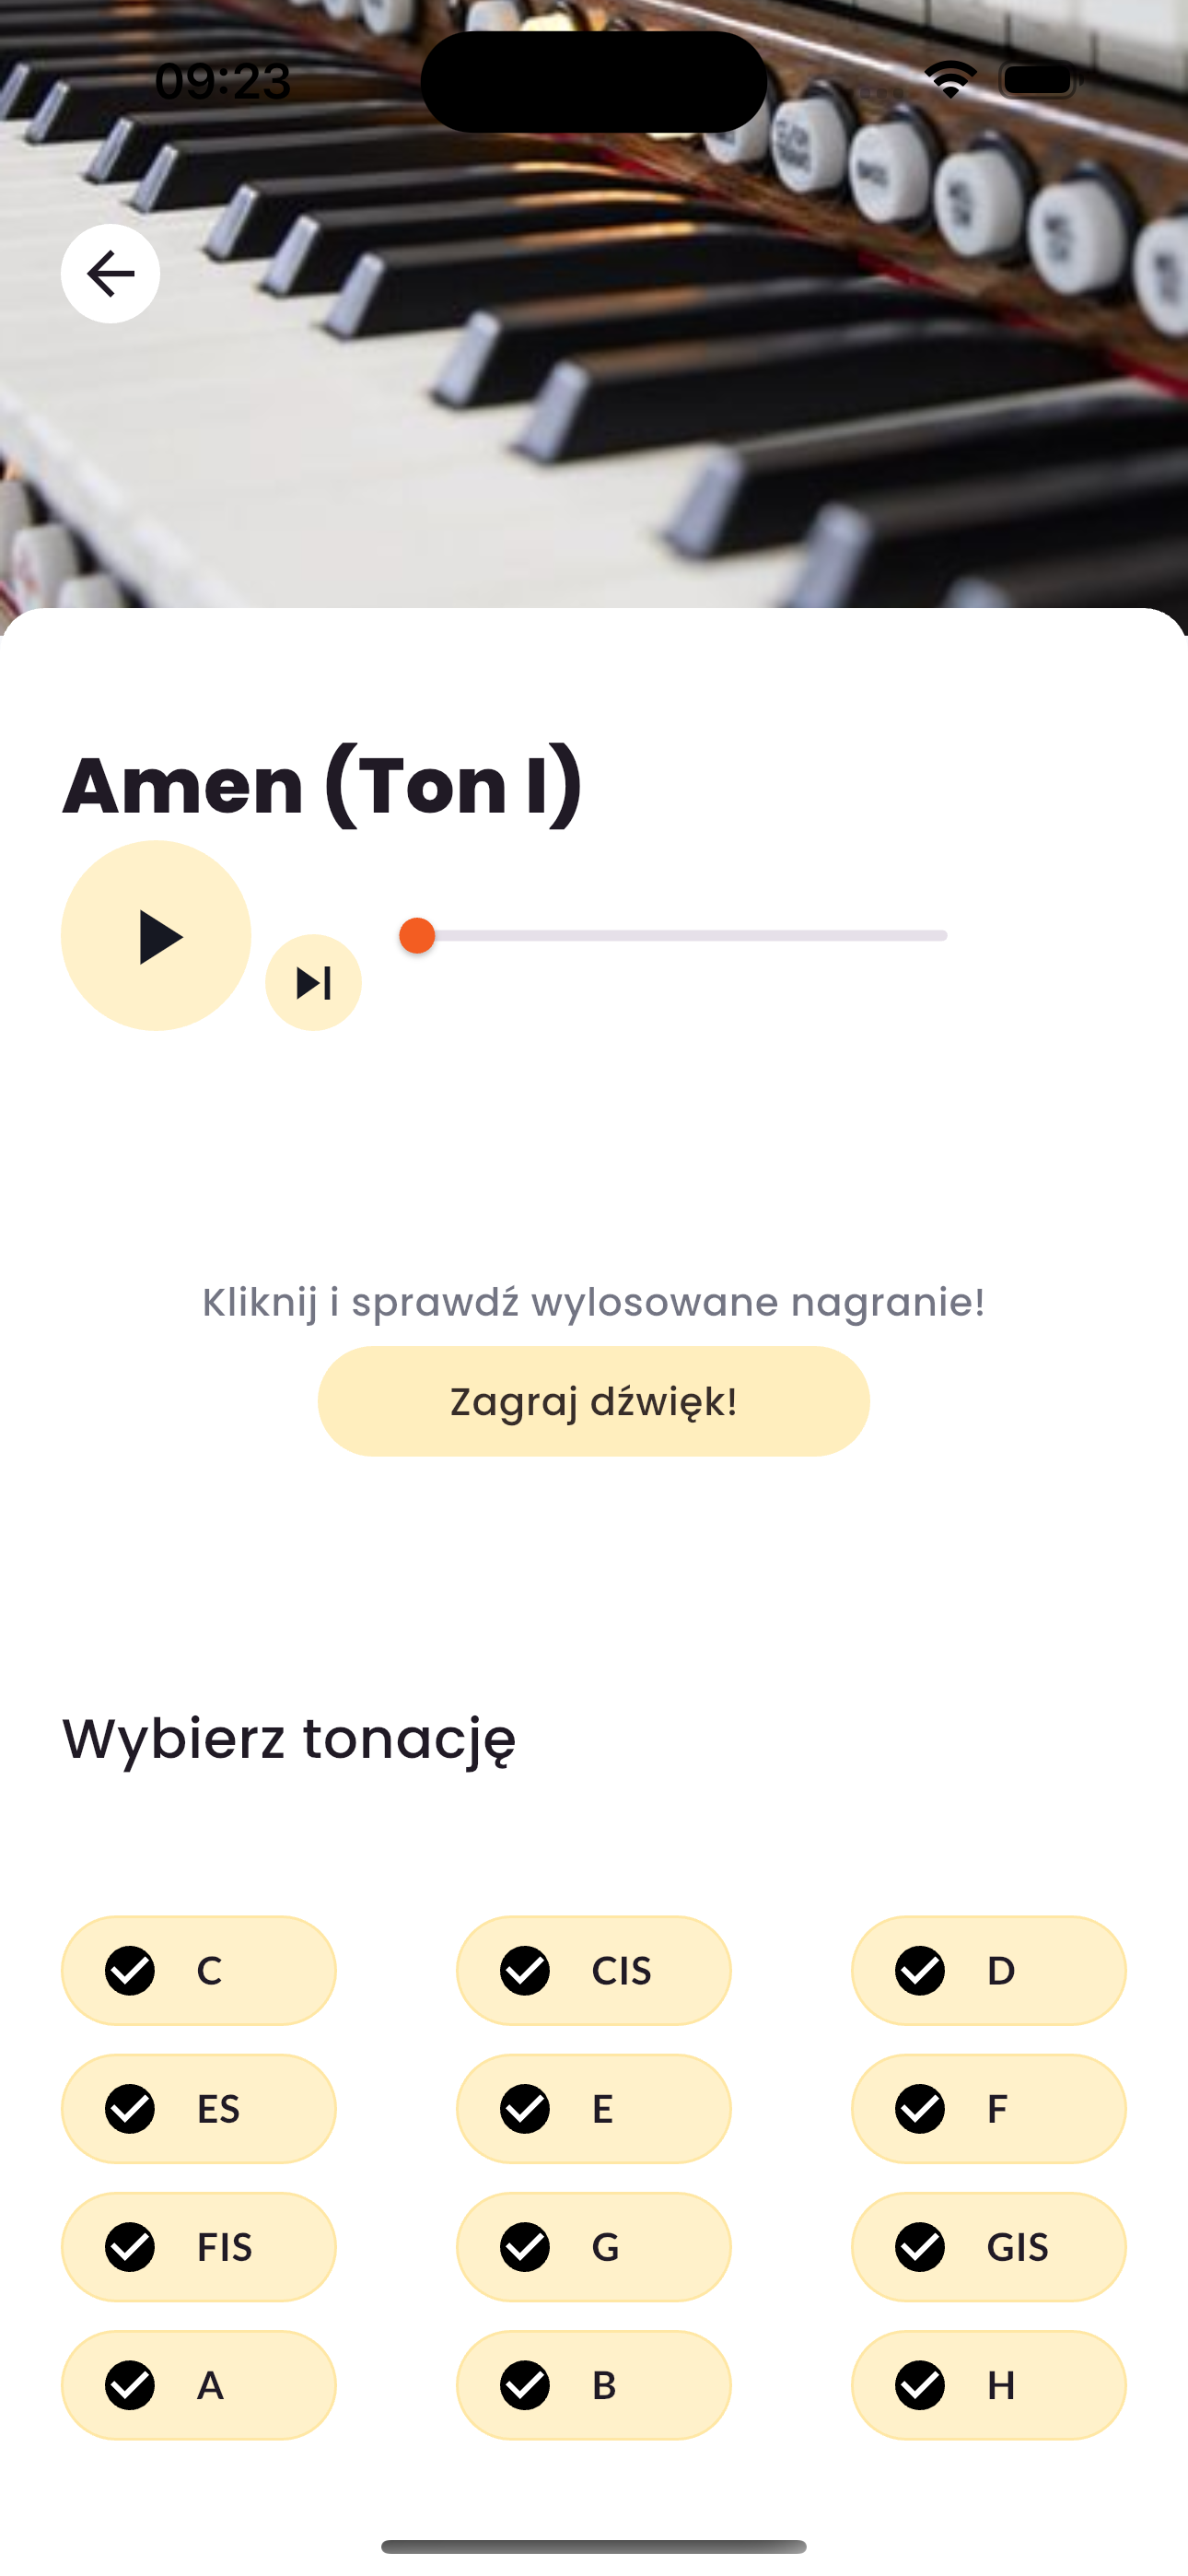 09:23
Amen (Ton I)
Kliknij i sprawdź wylosowane nagranie!
Zagraj dźwięk!
Wybierz tonację
C CIS D
ES E F
FIS G GIS
A B H